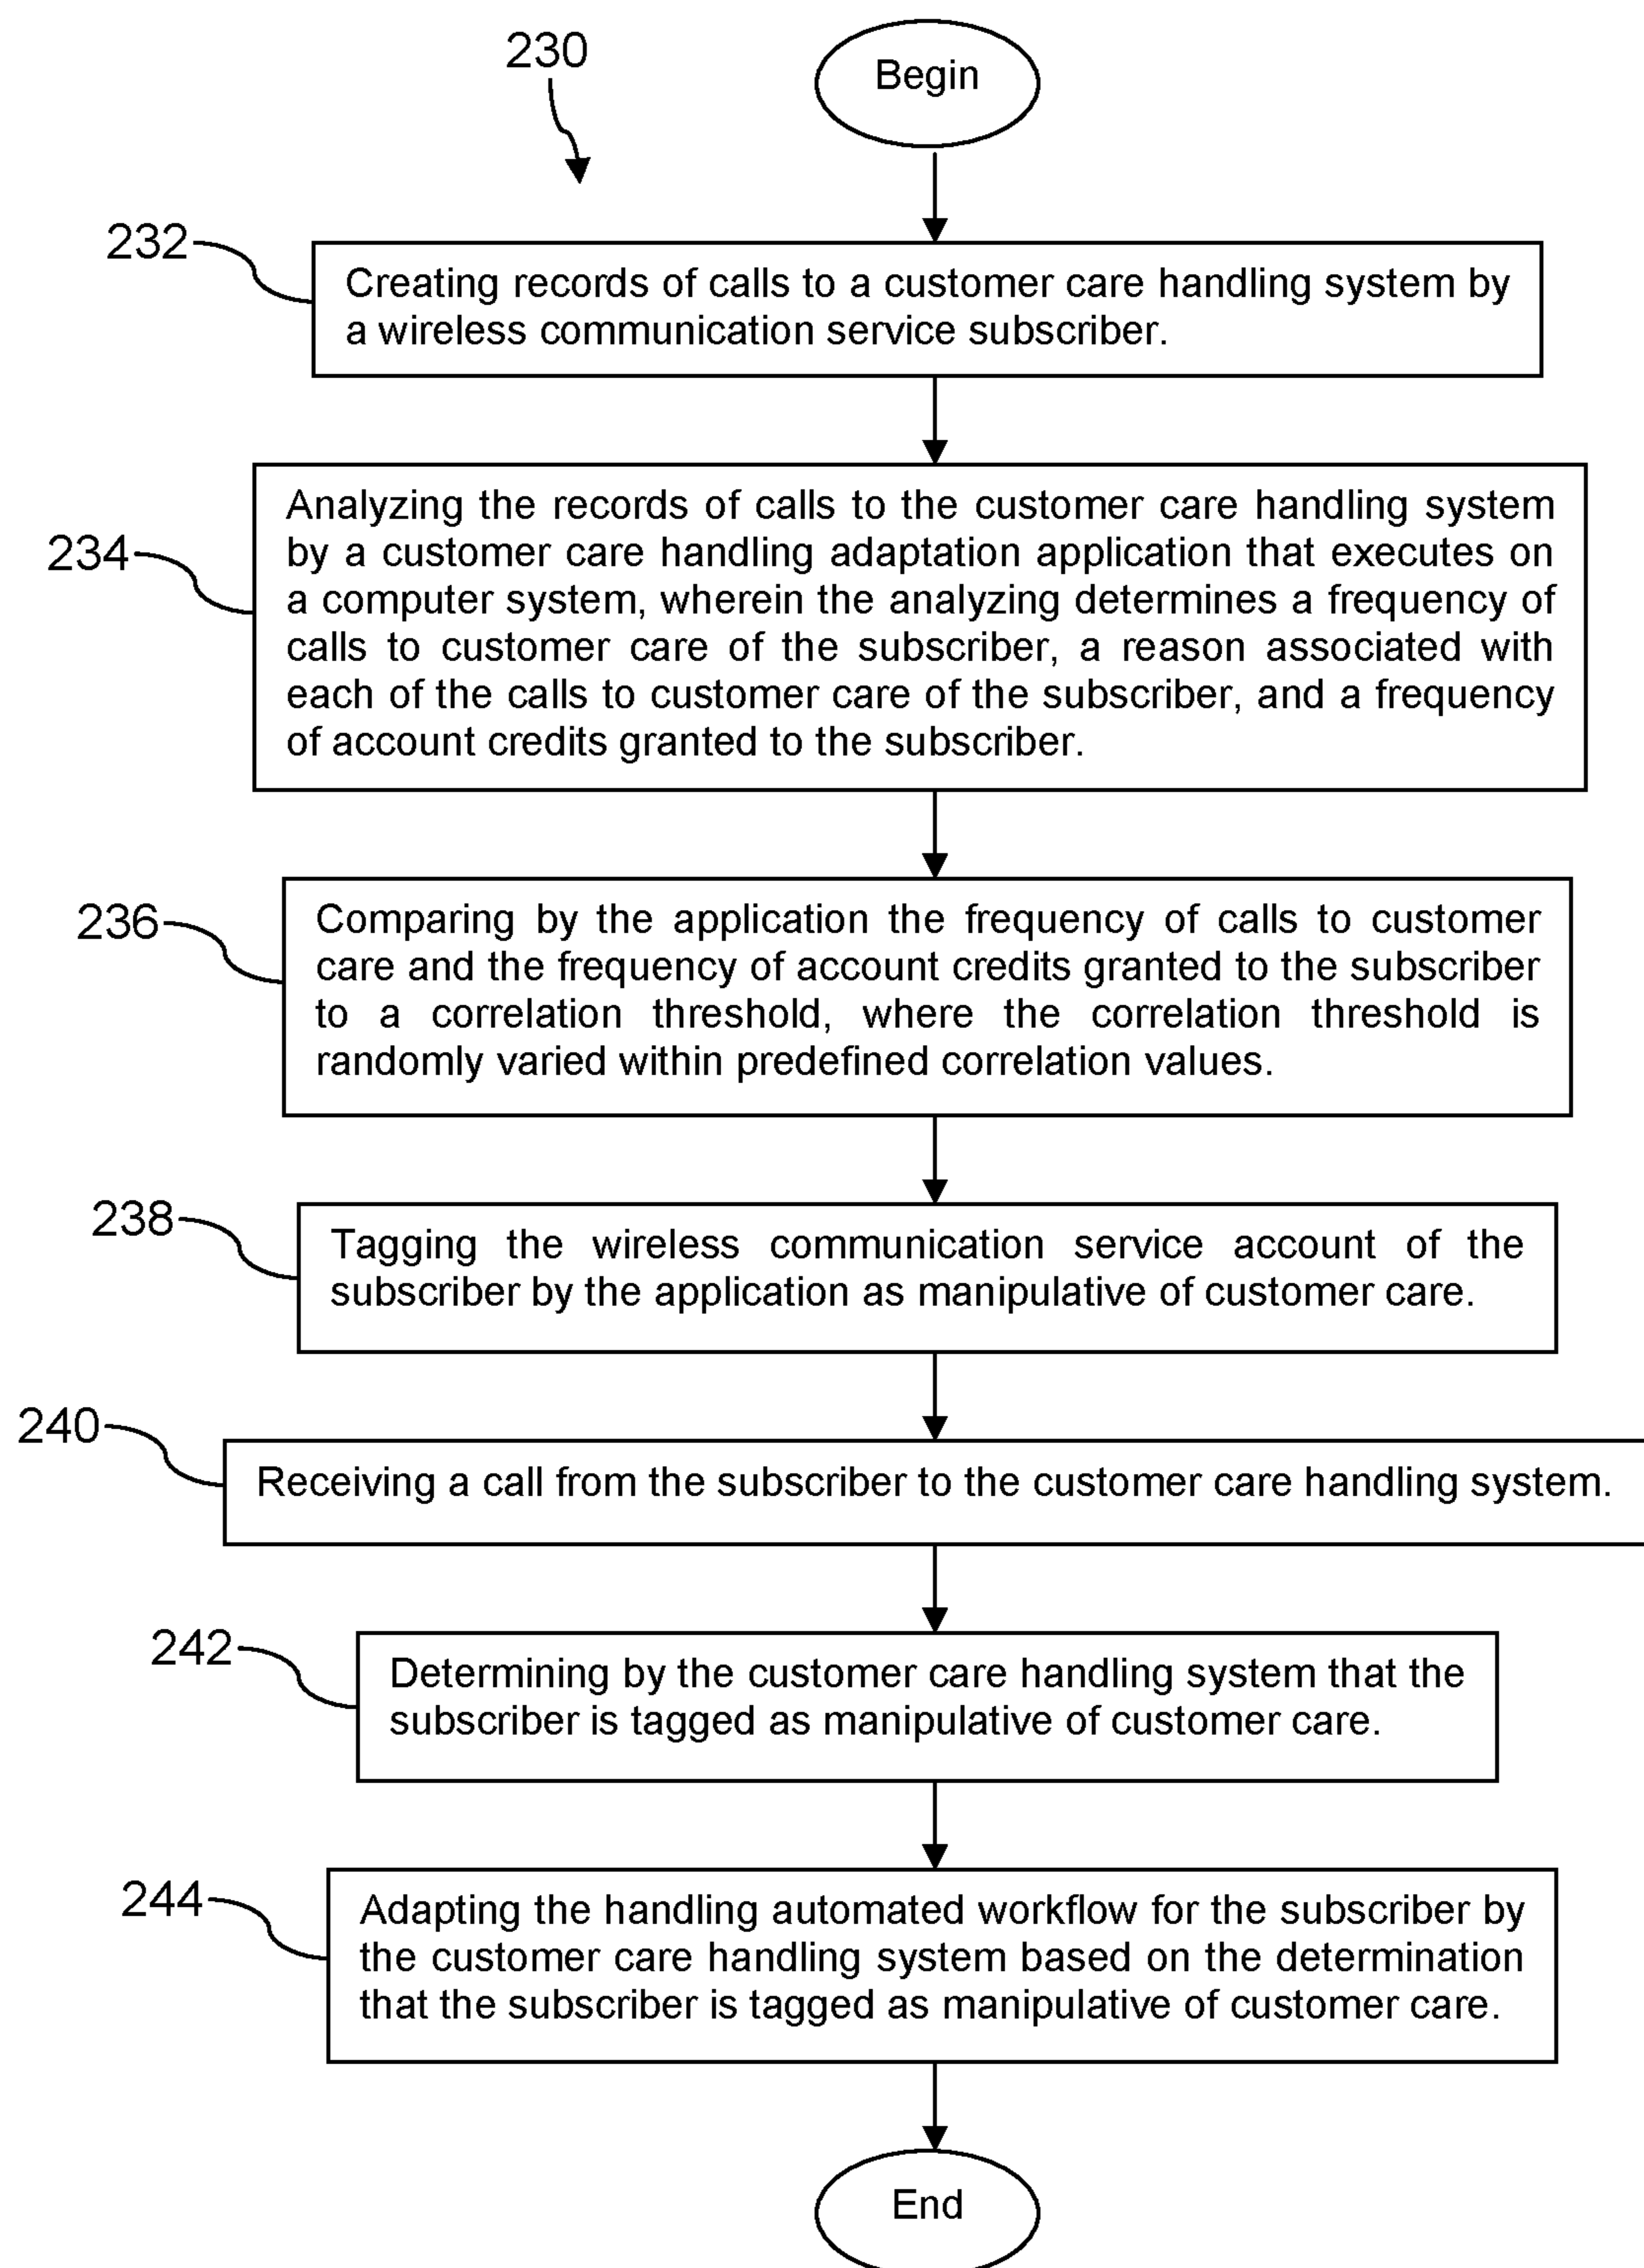 230
Begin
232
Creating records of calls to a customer care handling system by
a wireless communication service subscriber.
234
Analyzing the records of calls to the customer care handling system
by a customer care handling adaptation application that executes on
a computer system, wherein the analyzing determines a frequency of
calls to customer care of the subscriber, a reason associated with
each of the calls to customer care of the subscriber, and a frequency
of account credits granted to the subscriber.
236
Comparing by the application the frequency of calls to customer
care and the frequency of account credits granted to the subscriber
to a correlation threshold, where the correlation threshold is
randomly varied within predefined correlation values.
238
Tagging the wireless communication service account of the
subscriber by the application as manipulative of customer care.
240
Receiving a call from the subscriber to the customer care handling system.
242
Determining by the customer care handling system that the
subscriber is tagged as manipulative of customer care.
244
Adapting the handling automated workflow for the subscriber by
the customer care handling system based on the determination
that the subscriber is tagged as manipulative of customer care.
End